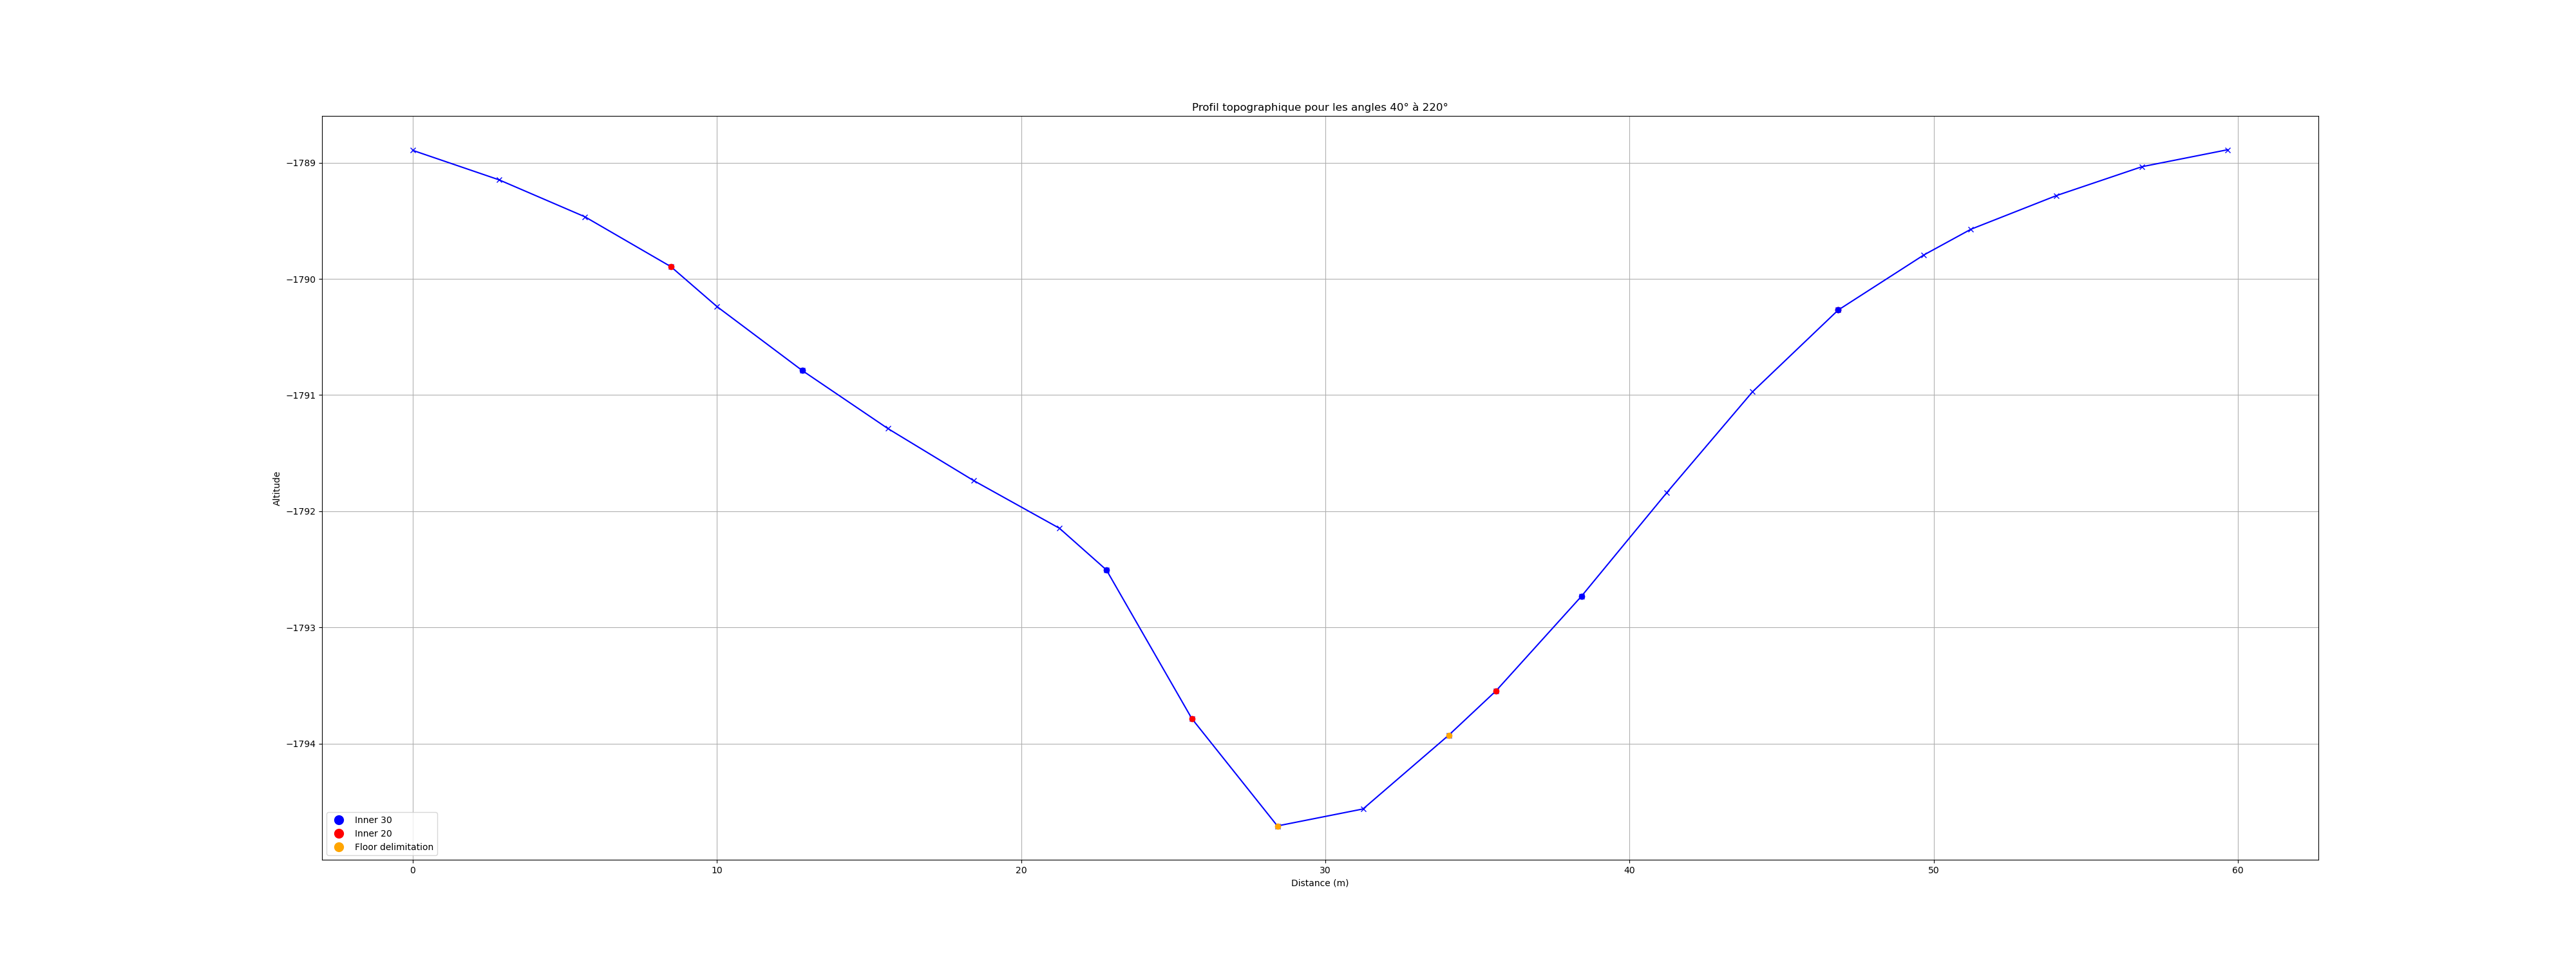 Profil topographique pour les angles 40° à 220°
Altitude
−1789
−1790
−1791
−1792
−1793
−1794
Inner 30
Inner 20
Floor delimitation
0 10 20 30 40 50 60
Distance (m)